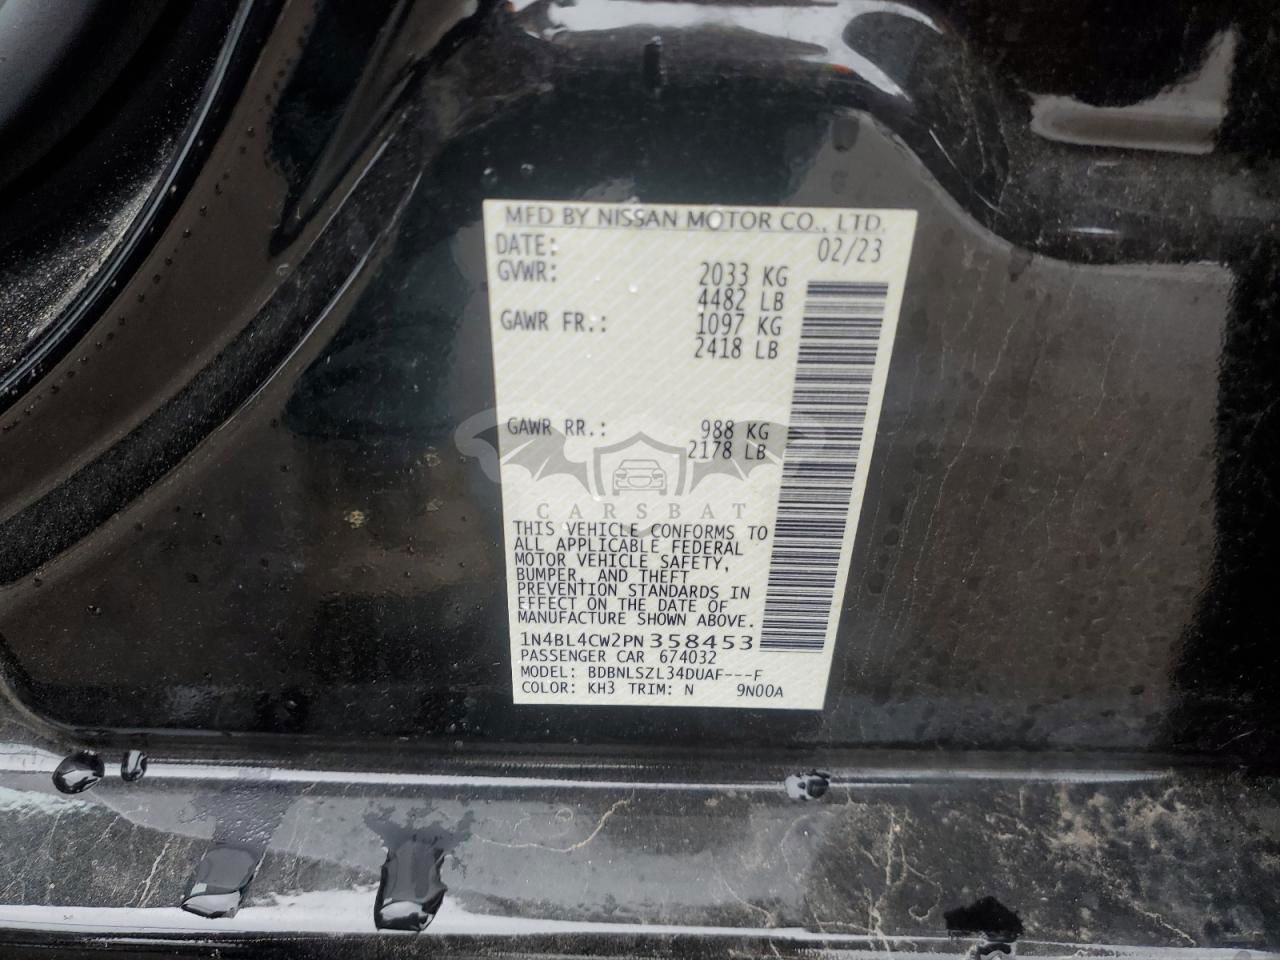 MFD BY NISSAN MOTOR CO., LTD.
DATE: 02/23
GVWR: 2033 KG
4482 LB
GAWR FR.: 1097 KG
2418 LB
GAWR RR.: 988 KG
2178 LB
CARSBAT
THIS VEHICLE CONFORMS TO
ALL APPLICABLE FEDERAL
MOTOR VEHICLE SAFETY,
BUMPER, AND THEFT
PREVENTION STANDARDS IN
EFFECT ON THE DATE OF
MANUFACTURE SHOWN ABOVE.
1N4BL4CW2PN358453
PASSENGER CAR 674032
MODEL: BDBNLSZL34DUAF---F
COLOR: KH3 TRIM: N 9N00A